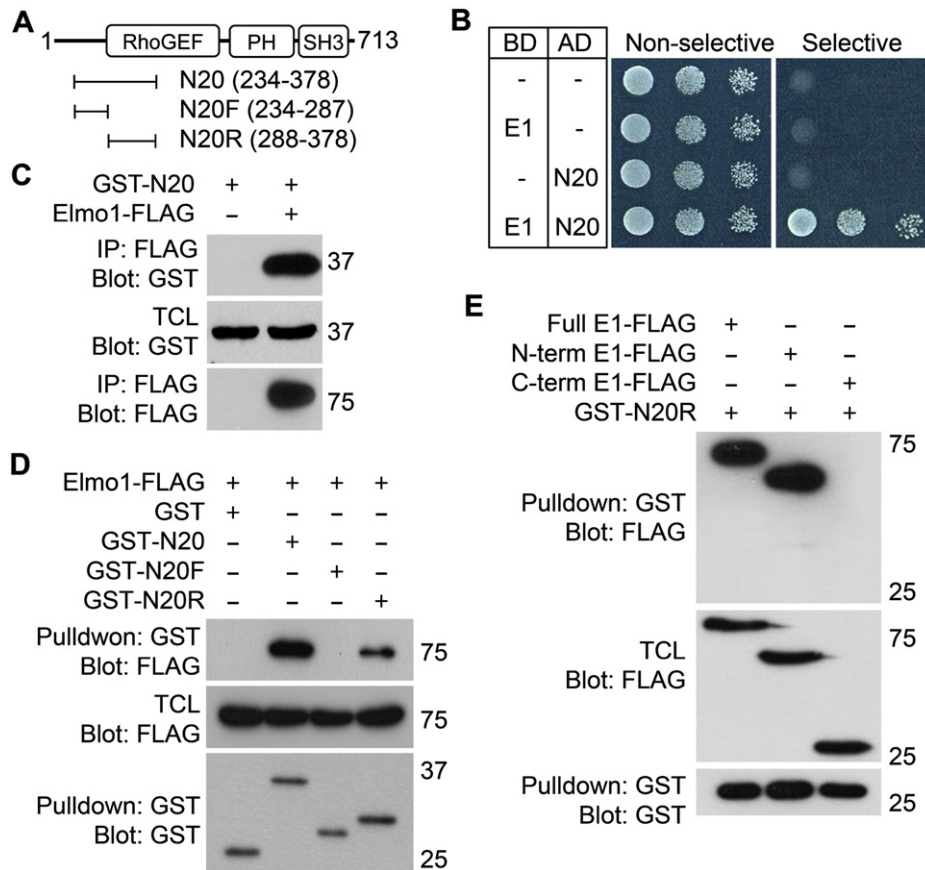 A
1 RhoGEF PH SH3 713
N20 (234-378)
N20F (234-287)
N20R (288-378)
B
BD AD Non-selective Selective
- -
E1 -
- N20
E1 N20
C
GST-N20 + +
Elmo1-FLAG – +
IP: FLAG
Blot: GST
37
TCL
Blot: GST
37
IP: FLAG
Blot: FLAG
75
D
Elmo1-FLAG + + + +
GST + – – –
GST-N20 – + – –
GST-N20F – – + –
GST-N20R – – – +
Pulldwon: GST
Blot: FLAG
75
TCL
Blot: FLAG
75
37
Pulldown: GST
Blot: GST
25
E
Full E1-FLAG + – –
N-term E1-FLAG – + –
C-term E1-FLAG – – +
GST-N20R + + +
75
Pulldown: GST
Blot: FLAG
25
75
TCL
Blot: FLAG
25
Pulldown: GST
Blot: GST
25